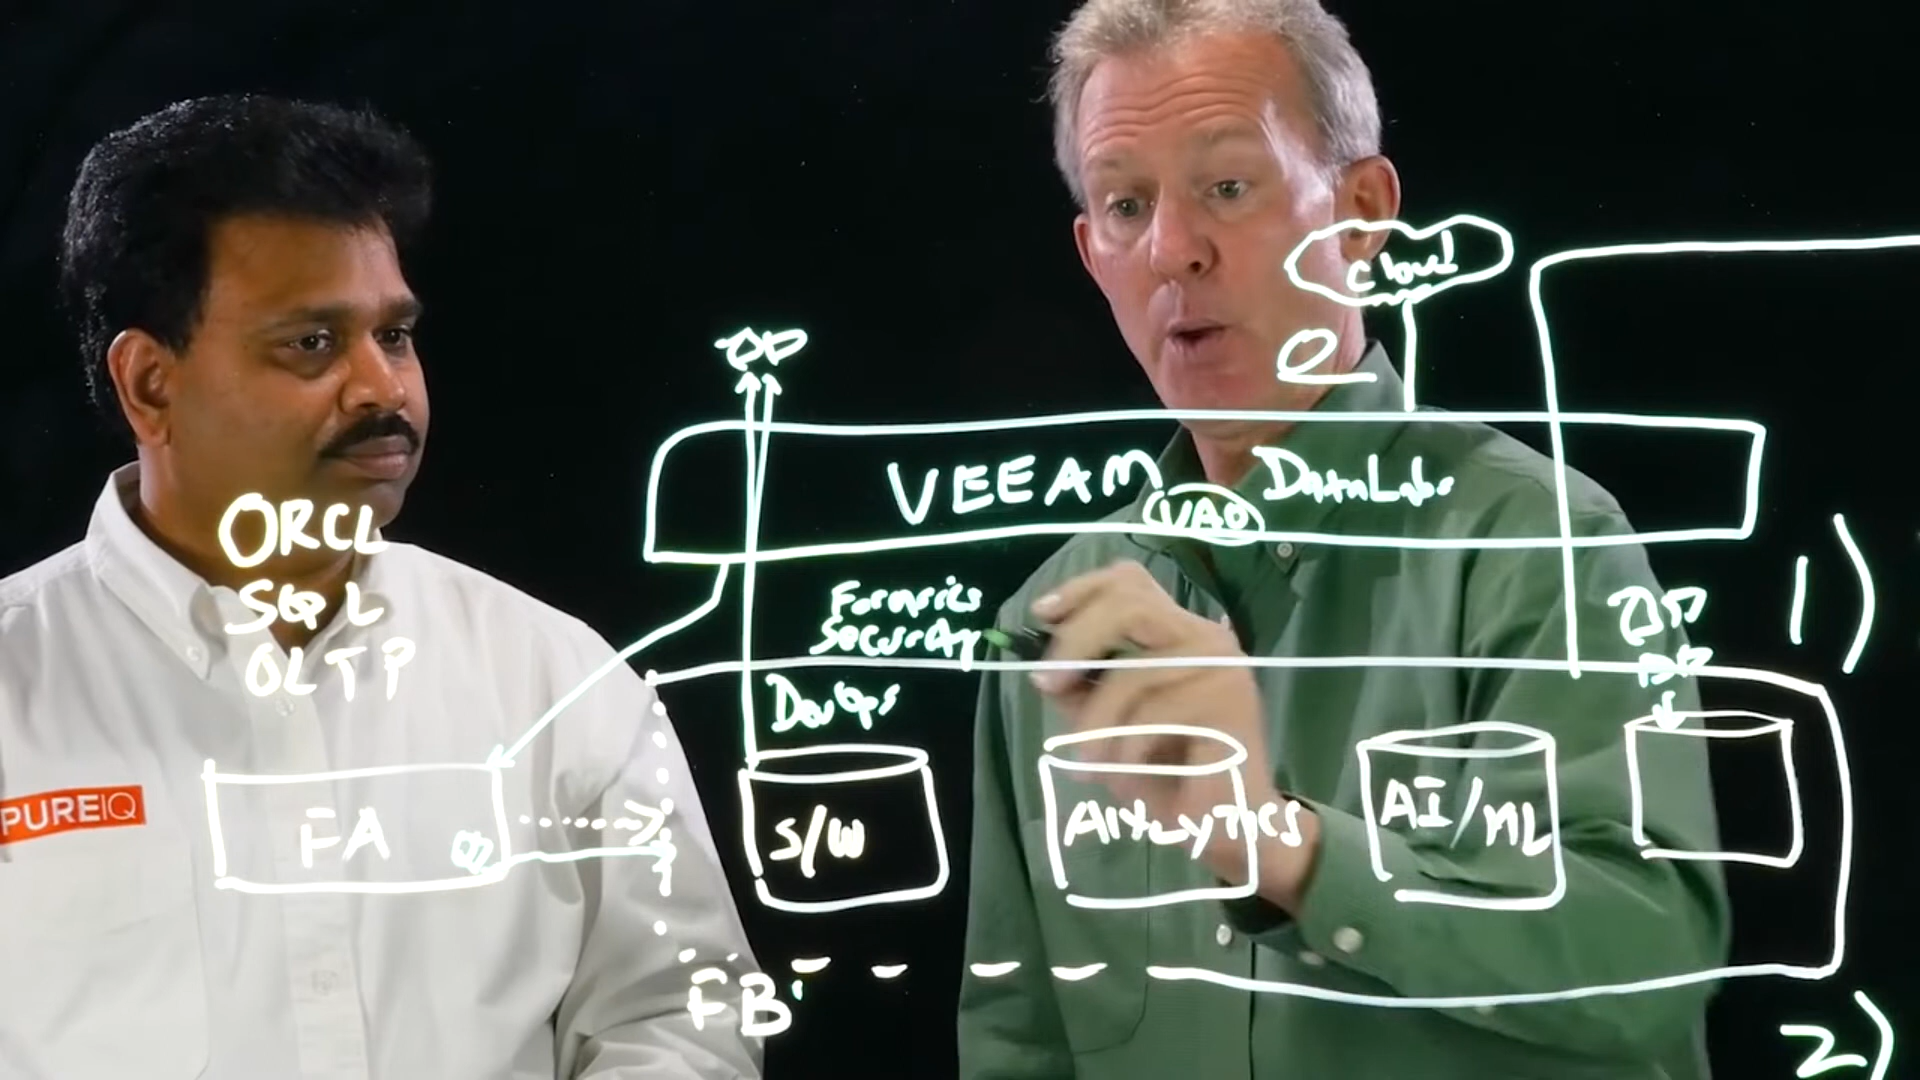 Cloud
VEEAM
DataLabs
VAO
ORCL
SQL
OLTP
Forensics
Security
1)
DevOps
PUREIQ
FA
S/W
ANALYTICS
AI/ML
FB
2)